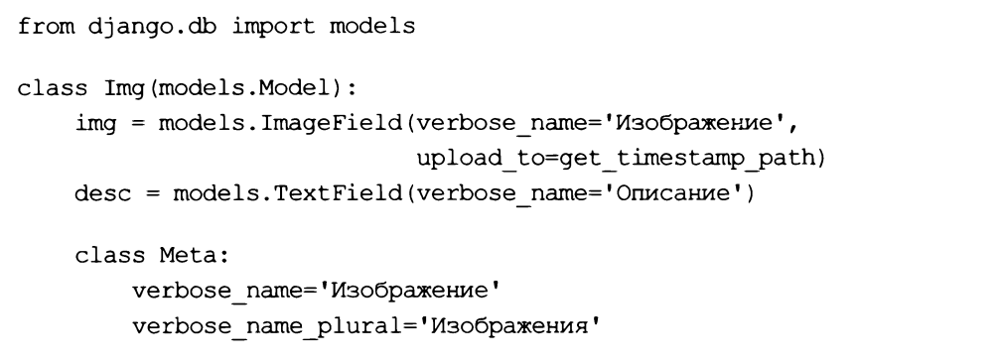 from django.db import models
class Img(models.Model):
img = models.ImageField(verbose_name='Изображение',
upload_to=get_timestamp_path)
desc = models.TextField(verbose_name='Описание')
class Meta:
verbose_name='Изображение'
verbose_name_plural='Изображения'